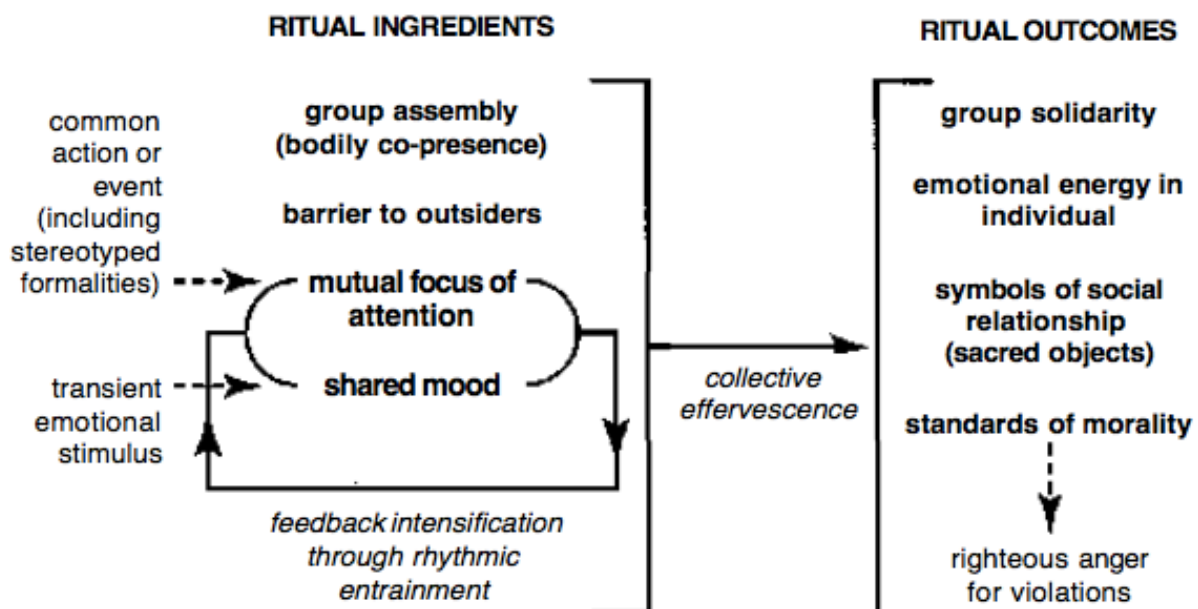 RITUAL INGREDIENTS
common
action or
event
(including
stereotyped
formalities)
transient
emotional
stimulus
group assembly
(bodily co-presence)
barrier to outsiders
mutual focus of
attention
shared mood
feedback intensification
through rhythmic
entrainment
collective
effervescence
RITUAL OUTCOMES
group solidarity
emotional energy in
individual
symbols of social
relationship
(sacred objects)
standards of morality
righteous anger
for violations